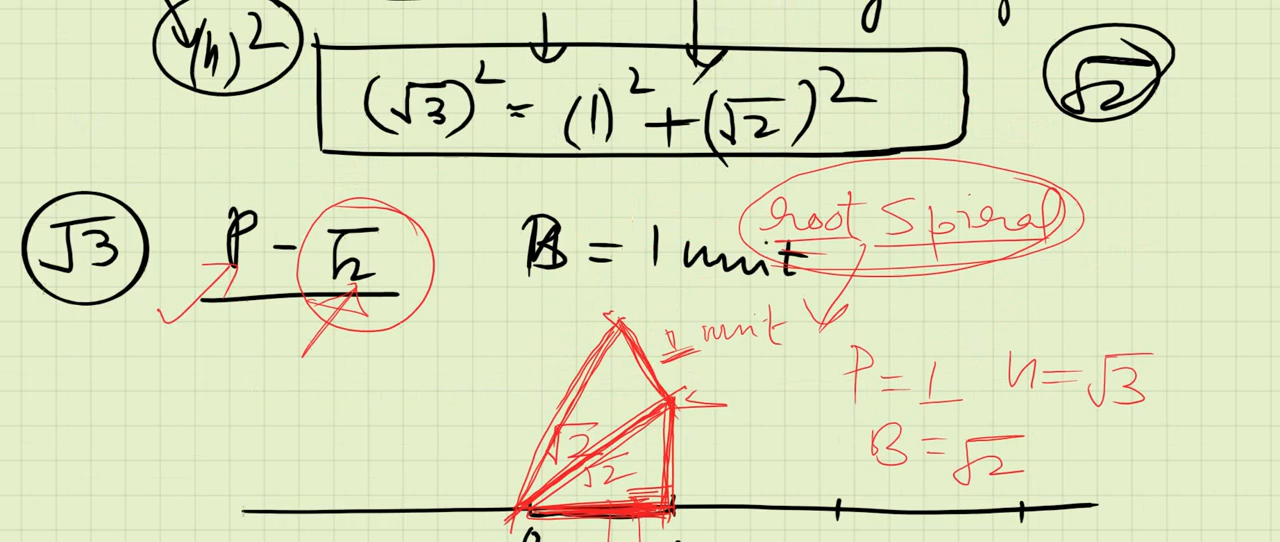 (h)²
(√3)² = (1)² + (√2)²
√2
root Spiral
√3 P - √2 B = 1 unit
1 unit
P = 1 h = √3
√2
√2
B = √2